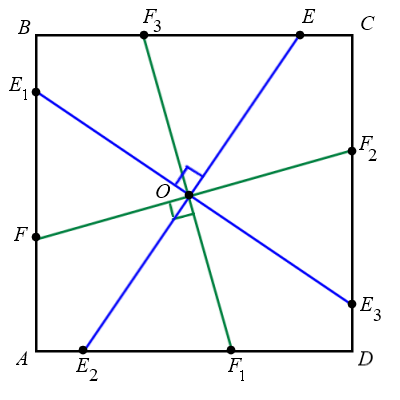 B F₃ E C
E₁
F₂
O
F
E₃
A E₂ F₁ D